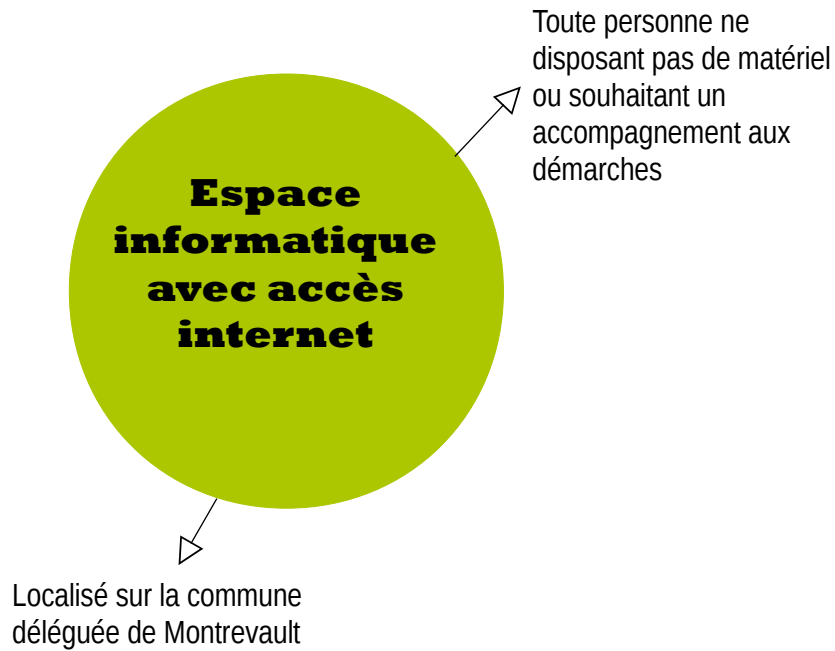 Toute personne ne
disposant pas de matériel
ou souhaitant un
accompagnement aux
démarches
Espace
informatique
avec accès
internet
Localisé sur la commune
déléguée de Montrevault